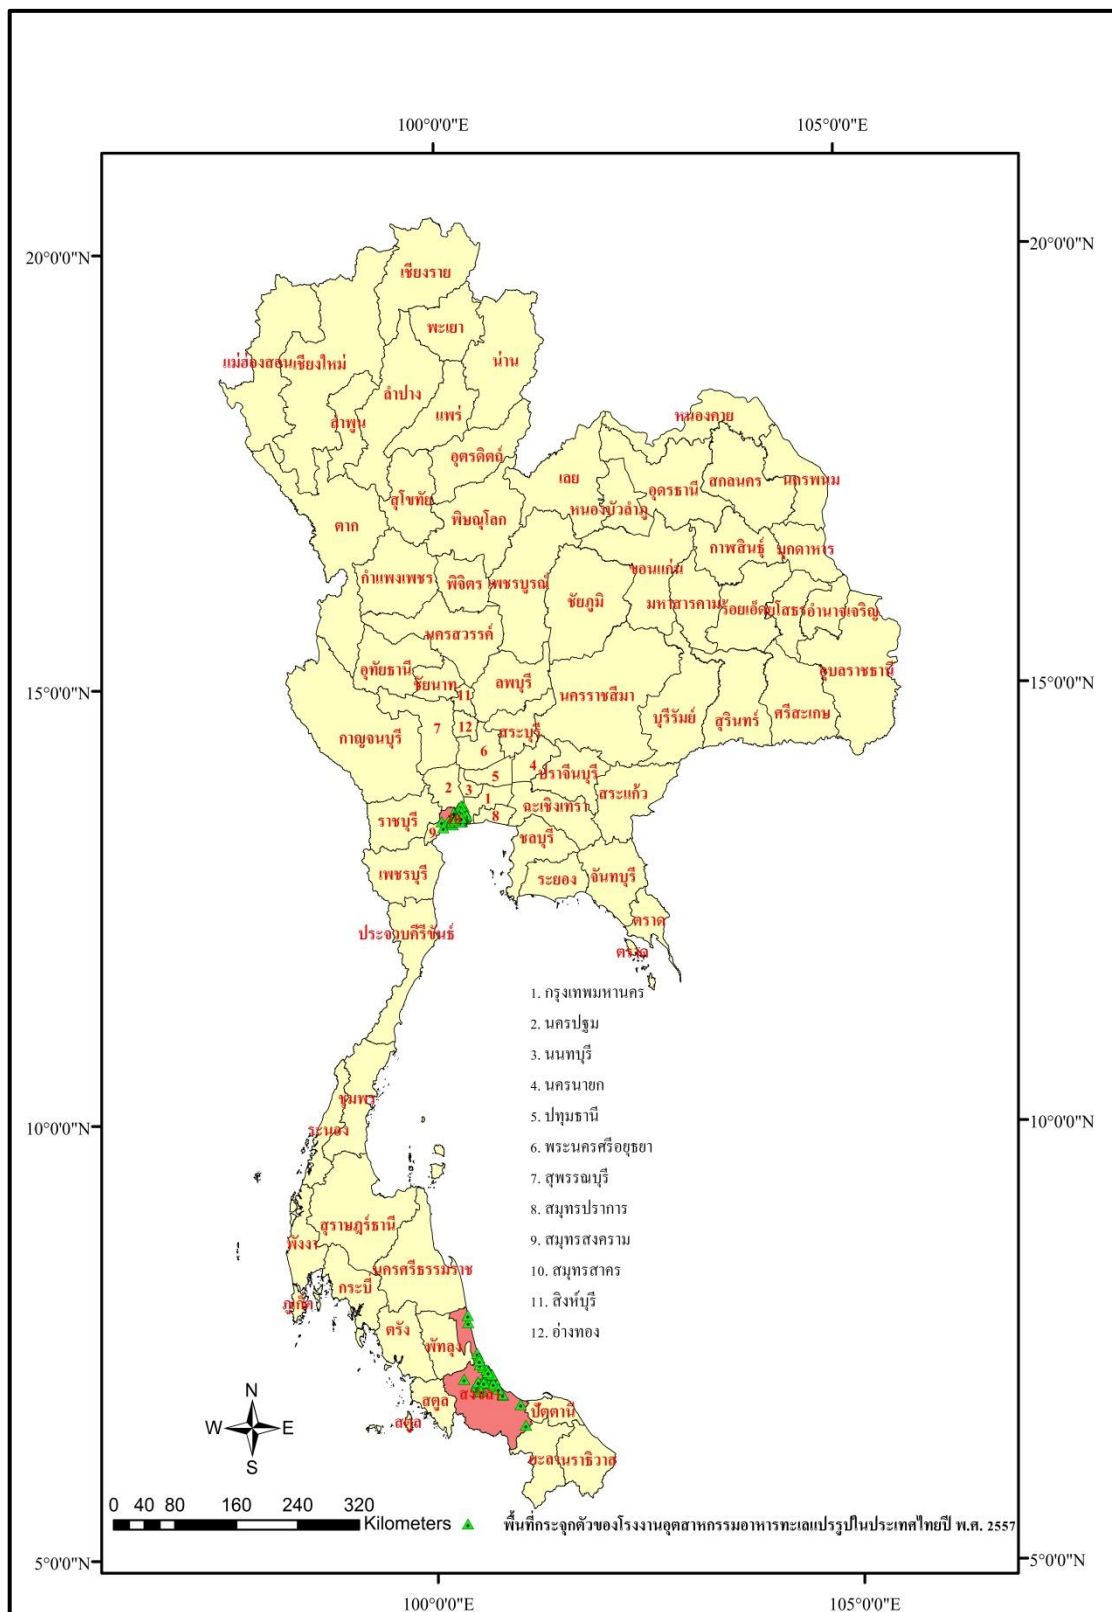 100°0'0"E
105°0'0"E
20°0'0"N
20°0'0"N
เชียงราย
พะเยา
แม่ฮ่องสอน
เชียงใหม่
น่าน
ลำปาง
ลำพูน
แพร่
หนองคาย
อุตรดิตถ์
เลย
อุดรธานี
สกลนคร
นครพนม
สุโขทัย
ตาก
พิษณุโลก
หนองบัวลำภู
กาฬสินธุ์
มุกดาหาร
ขอนแก่น
กำแพงเพชร
พิจิตร
เพชรบูรณ์
ชัยภูมิ
มหาสารคาม
ร้อยเอ็ด
ยโสธร
อำนาจเจริญ
นครสวรรค์
อุทัยธานี
ชัยนาท
ลพบุรี
นครราชสีมา
อุบลราชธานี
15°0'0"N
15°0'0"N
11
บุรีรัมย์
สุรินทร์
ศรีสะเกษ
กาญจนบุรี
7
12
สระบุรี
6
4
ปราจีนบุรี
5
สระแก้ว
2
3
1
ฉะเชิงเทรา
ราชบุรี
10
8
9
ชลบุรี
เพชรบุรี
ระยอง
จันทบุรี
ตราด
ประจวบคีรีขันธ์
ตราด
1. กรุงเทพมหานคร
2. นครปฐม
3. นนทบุรี
4. นครนายก
5. ปทุมธานี
6. พระนครศรีอยุธยา
7. สุพรรณบุรี
8. สมุทรปราการ
9. สมุทรสงคราม
10. สมุทรสาคร
11. สิงห์บุรี
12. อ่างทอง
ชุมพร
10°0'0"N
10°0'0"N
ระนอง
สุราษฎร์ธานี
พังงา
นครศรีธรรมราช
กระบี่
ภูเก็ต
ตรัง
พัทลุง
สงขลา
สตูล
สตูล
ปัตตานี
ยะลา
นราธิวาส
N
W E
S
0 40 80 160 240 320
Kilometers
พื้นที่กระจุกตัวของโรงงานอุตสาหกรรมอาหารทะเลแปรรูปในประเทศไทยปี พ.ศ. 2557
5°0'0"N
5°0'0"N
100°0'0"E
105°0'0"E